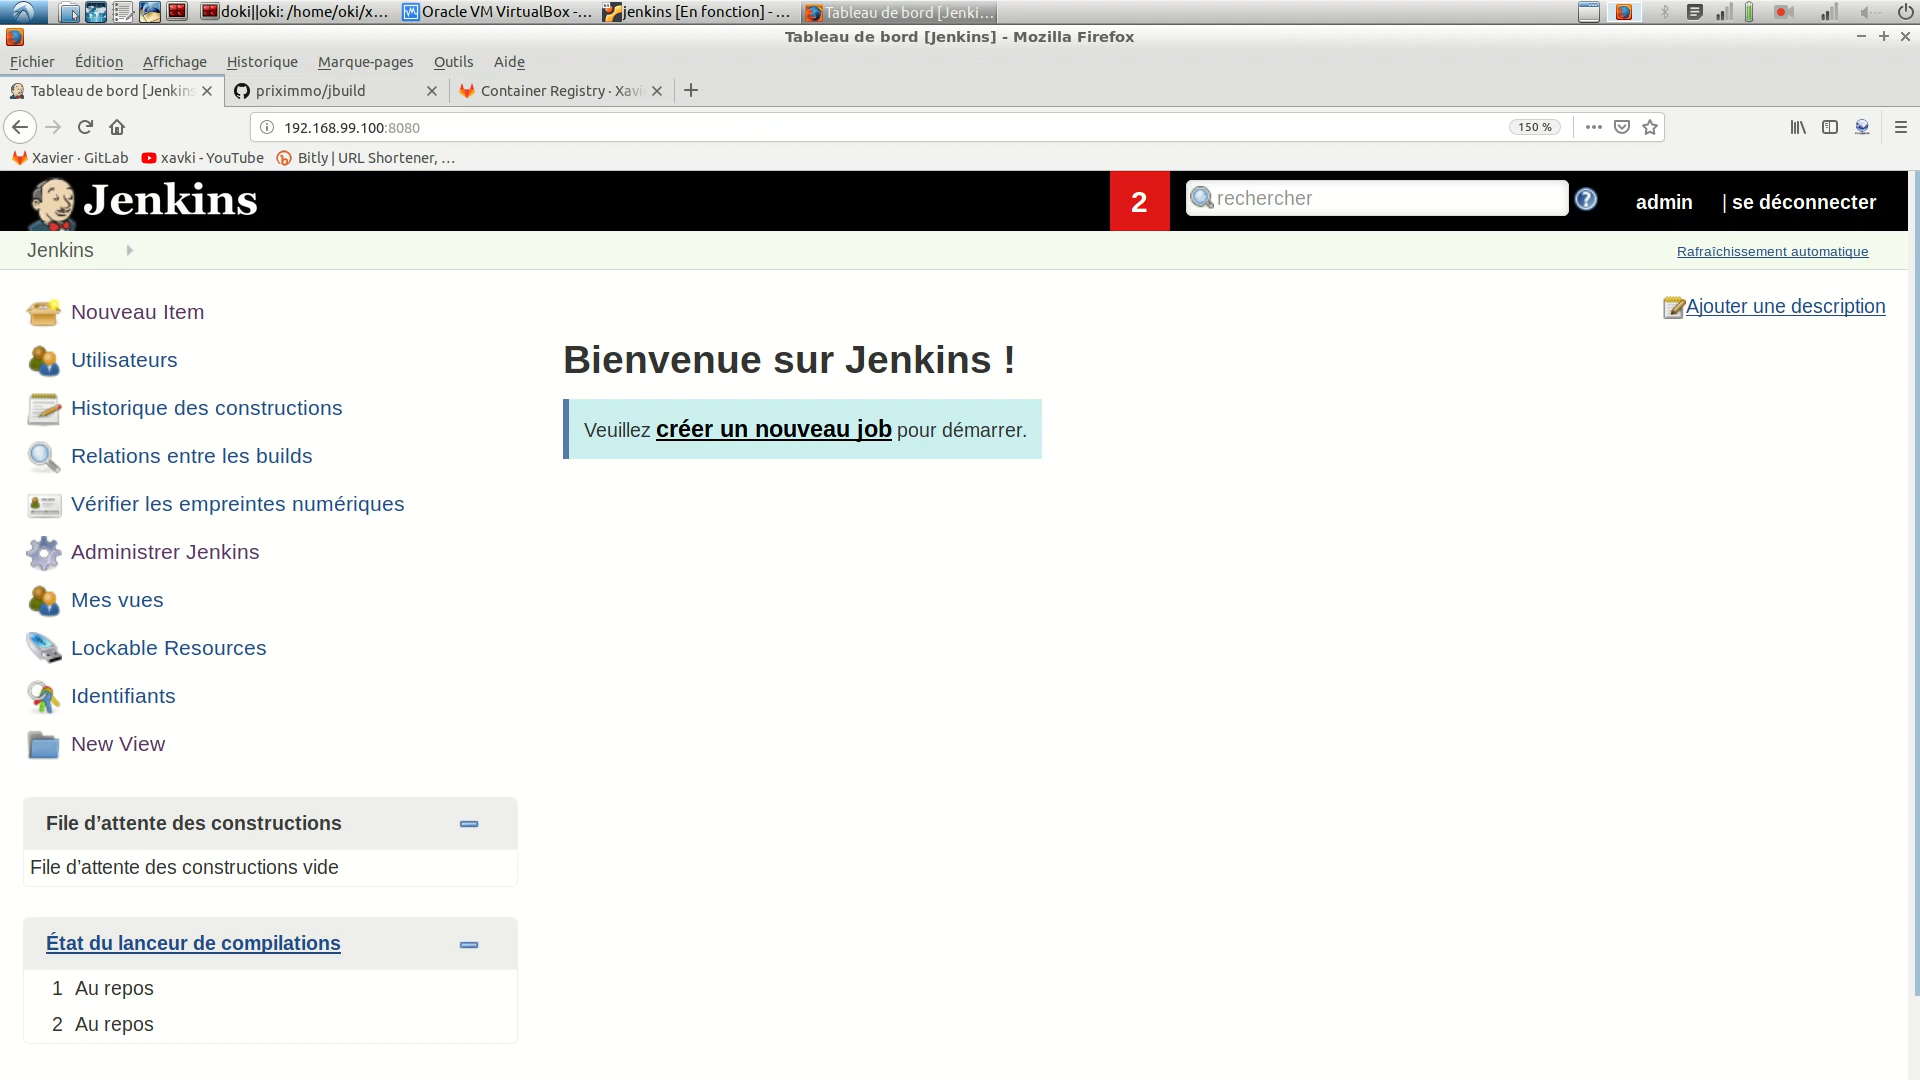 doki||oki: /home/oki/x...
Oracle VM VirtualBox -...
jenkins [En fonction] - ...
Tableau de bord [Jenki...
Tableau de bord [Jenkins] - Mozilla Firefox
Fichier Édition Affichage Historique Marque-pages Outils Aide
Tableau de bord [Jenkins
priximmo/jbuild
Container Registry · Xavi
192.168.99.100:8080
150 %
Xavier · GitLab
xavki - YouTube
Bitly | URL Shortener, ...
Jenkins
2
rechercher
admin
| se déconnecter
Jenkins
Rafraîchissement automatique
Nouveau Item
Utilisateurs
Historique des constructions
Relations entre les builds
Vérifier les empreintes numériques
Administrer Jenkins
Mes vues
Lockable Resources
Identifiants
New View
Ajouter une description
Bienvenue sur Jenkins !
Veuillez créer un nouveau job pour démarrer.
File d’attente des constructions
File d’attente des constructions vide
État du lanceur de compilations
1 Au repos
2 Au repos